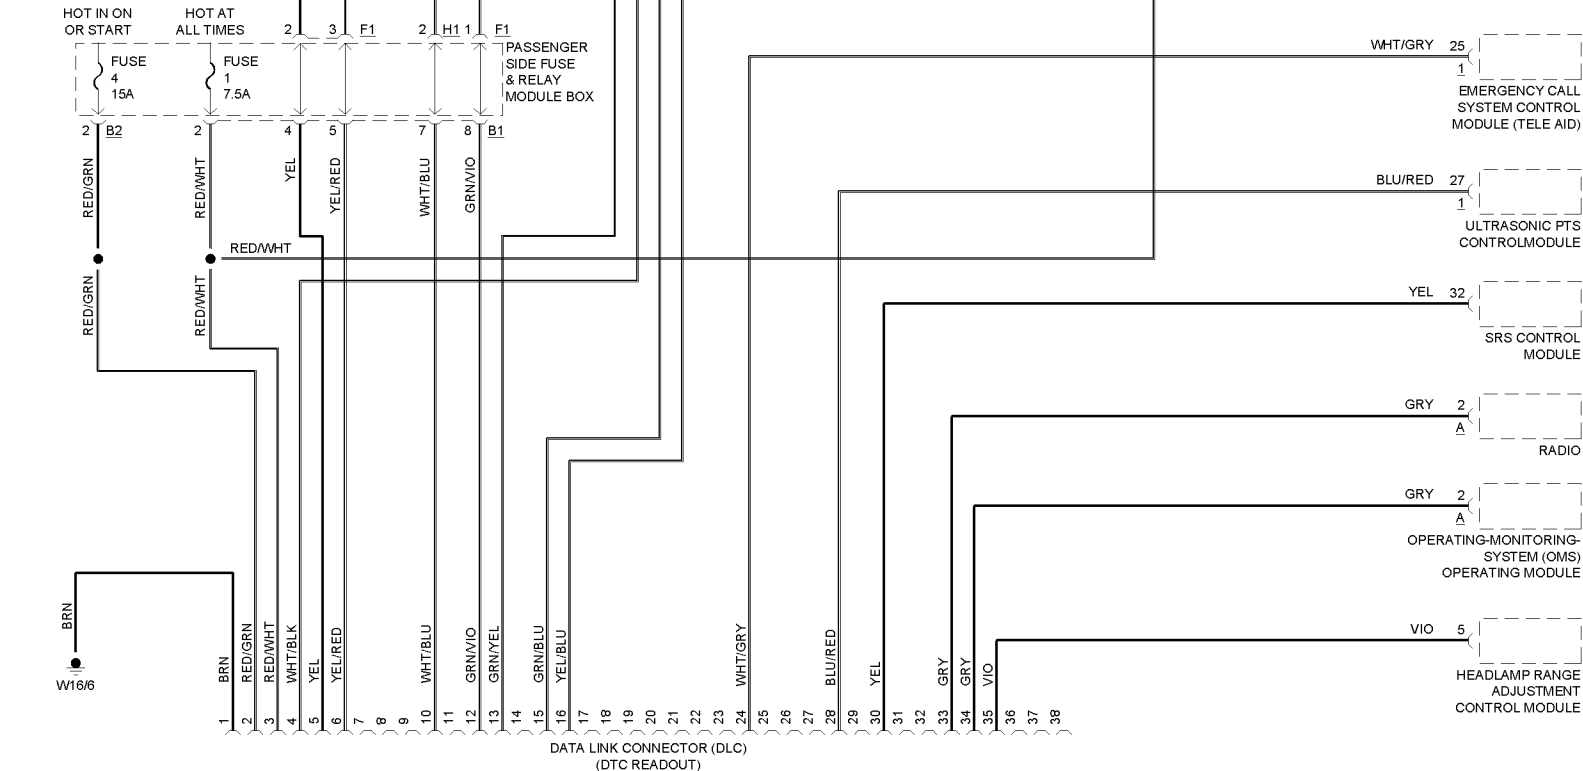 HOT IN ON
OR START
HOT AT
ALL TIMES
2
3
F1
2
H1
1
F1
FUSE
4
15A
FUSE
1
7.5A
PASSENGER
SIDE FUSE
& RELAY
MODULE BOX
2
B2
2
4
5
7
8
B1
RED/GRN
RED/WHT
YEL
YEL/RED
WHT/BLU
GRN/VIO
RED/WHT
RED/GRN
RED/WHT
WHT/GRY
25
1
EMERGENCY CALL
SYSTEM CONTROL
MODULE (TELE AID)
BLU/RED
27
1
ULTRASONIC PTS
CONTROLMODULE
YEL
32
SRS CONTROL
MODULE
GRY
2
A
RADIO
GRY
2
A
OPERATING-MONITORING-
SYSTEM (OMS)
OPERATING MODULE
VIO
5
HEADLAMP RANGE
ADJUSTMENT
CONTROL MODULE
BRN
W16/6
BRN
RED/GRN
RED/WHT
WHT/BLK
YEL
YEL/RED
WHT/BLU
GRN/VIO
GRN/YEL
GRN/BLU
YEL/BLU
WHT/GRY
BLU/RED
YEL
GRY
GRY
VIO
1 2 3 4 5 6 7 8 9 10 11 12 13 14 15 16 17 18 19 20 21 22 23 24 25 26 27 28 29 30 31 32 33 34 35 36 37 38
DATA LINK CONNECTOR (DLC)
(DTC READOUT)